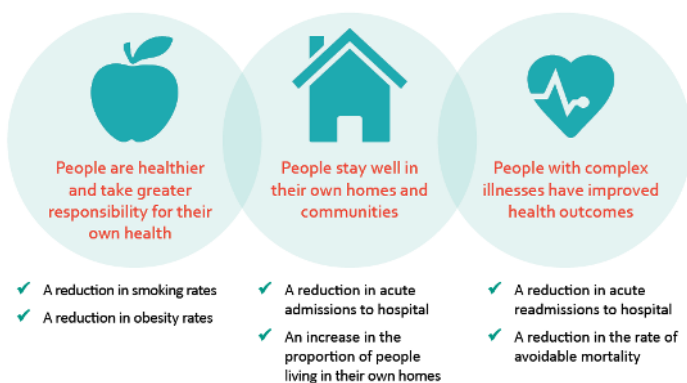 People are healthier
and take greater
responsibility for their
own health
People stay well in
their own homes and
communities
People with complex
illnesses have improved
health outcomes
A reduction in smoking rates
A reduction in obesity rates
A reduction in acute
admissions to hospital
An increase in the
proportion of people
living in their own homes
A reduction in acute
readmissions to hospital
A reduction in the rate of
avoidable mortality